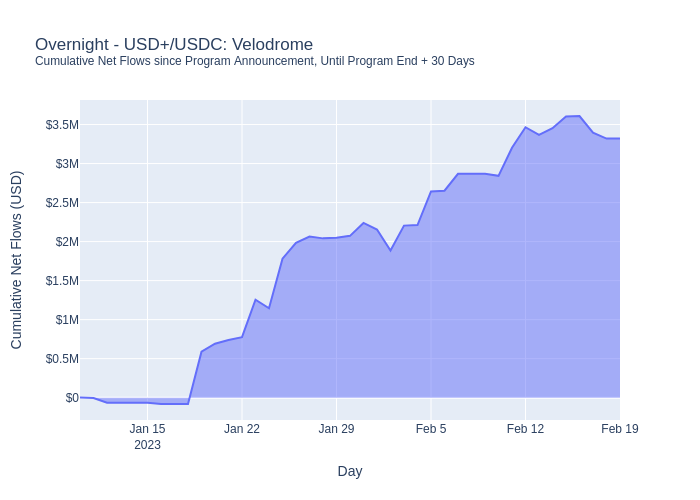 Overnight - USD+/USDC: Velodrome
Cumulative Net Flows since Program Announcement, Until Program End + 30 Days
Cumulative Net Flows (USD)
$3.5M
$3M
$2.5M
$2M
$1.5M
$1M
$0.5M
$0
Jan 15
2023
Jan 22
Jan 29
Feb 5
Feb 12
Feb 19
Day